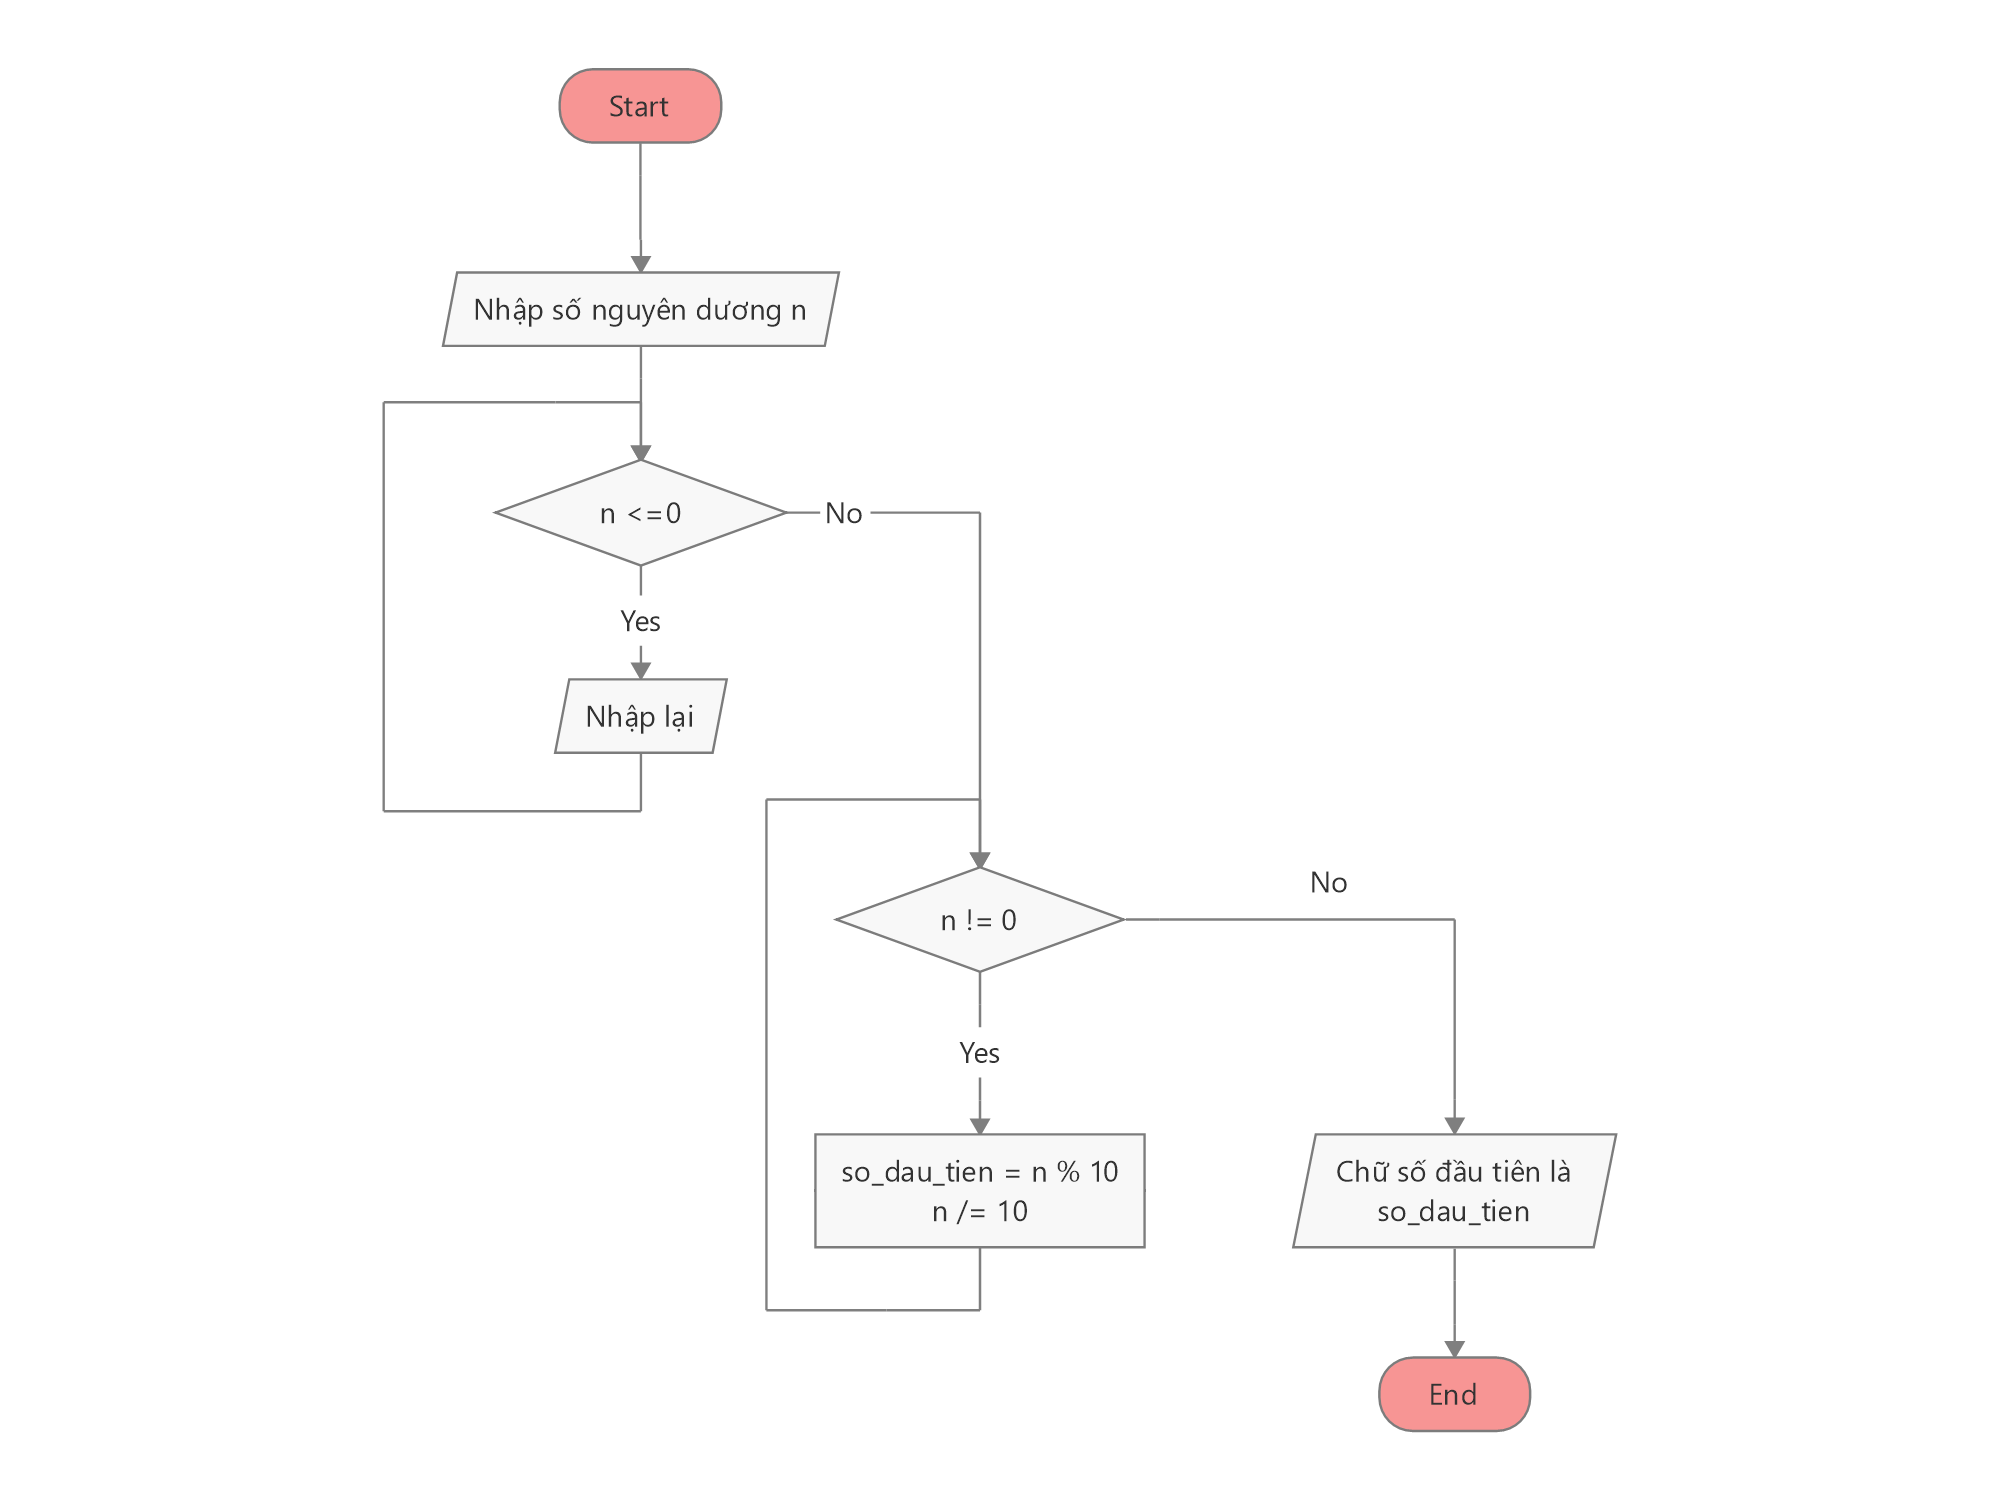 Start
Nhập số nguyên dương n
n <=0
No
Yes
Nhập lại
n != 0
No
Yes
so_dau_tien = n % 10
n /= 10
Chữ số đầu tiên là
so_dau_tien
End